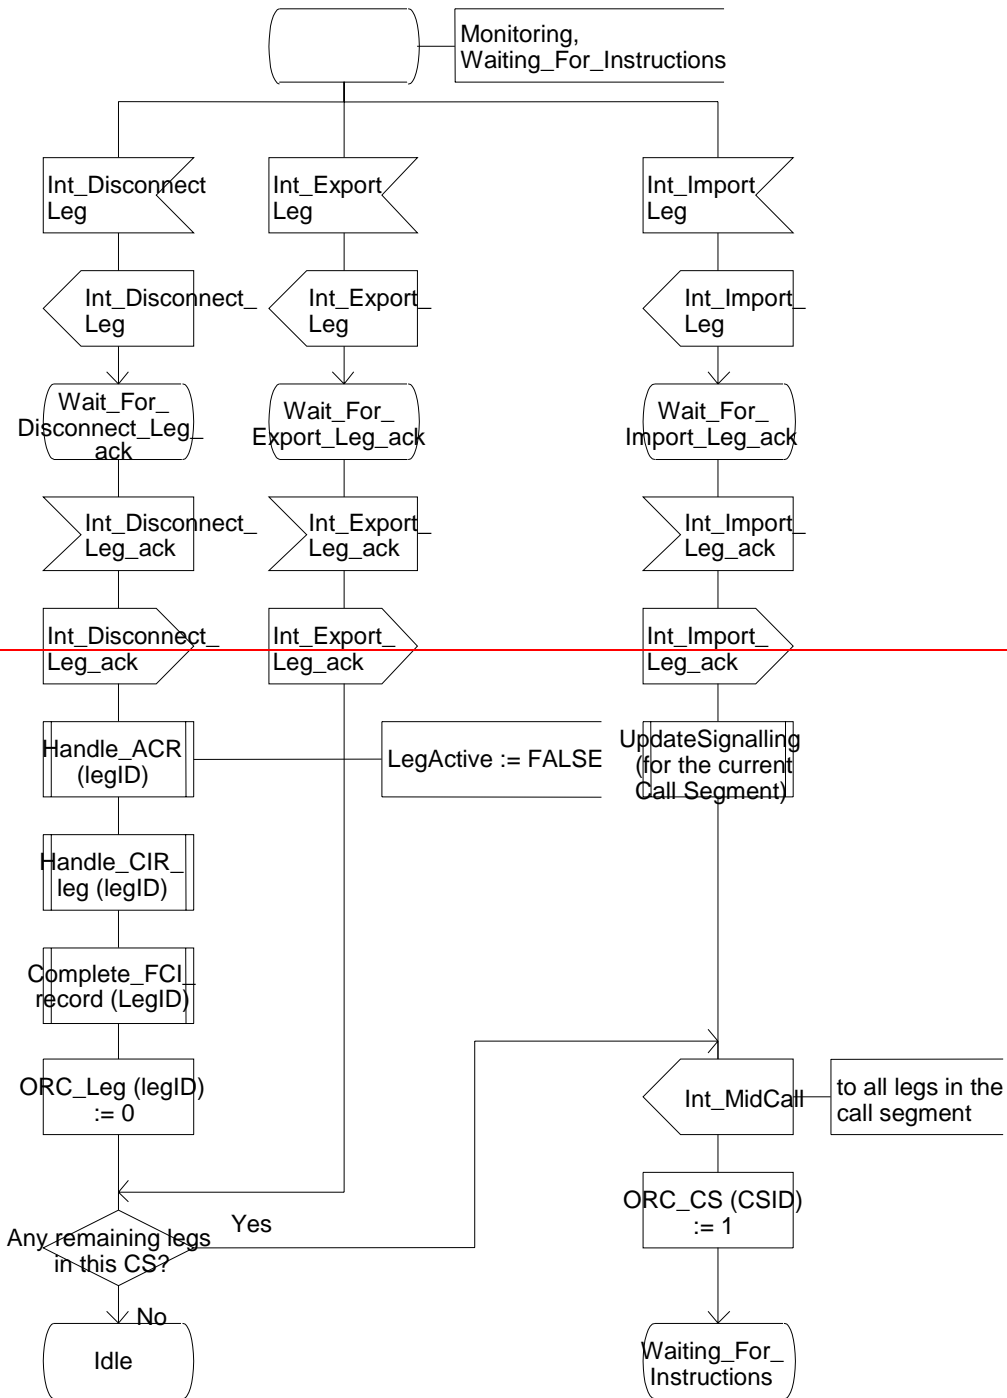 Monitoring,
Waiting_For_Instructions
Int_Disconnect
Leg
Int_Export
Leg
Int_Import
Leg
Int_Disconnect_
Leg
Int_Export_
Leg
Int_Import_
Leg
Wait_For_
Disconnect_Leg_
ack
Wait_For_
Export_Leg_ack
Wait_For_
Import_Leg_ack
Int_Disconnect_
Leg_ack
Int_Export_
Leg_ack
Int_Import_
Leg_ack
Int_Disconnect_
Leg_ack
Int_Export_
Leg_ack
Int_Import_
Leg_ack
Handle_ACR
(legID)
LegActive := FALSE
UpdateSignalling
(for the current
Call Segment)
Handle_CIR_
leg (legID)
Complete_FCI_
record (LegID)
ORC_Leg (legID)
:= 0
Int_MidCall
to all legs in the
call segment
ORC_CS (CSID)
:= 1
Any remaining legs
in this CS?
Yes
No
Idle
Waiting_For_
Instructions